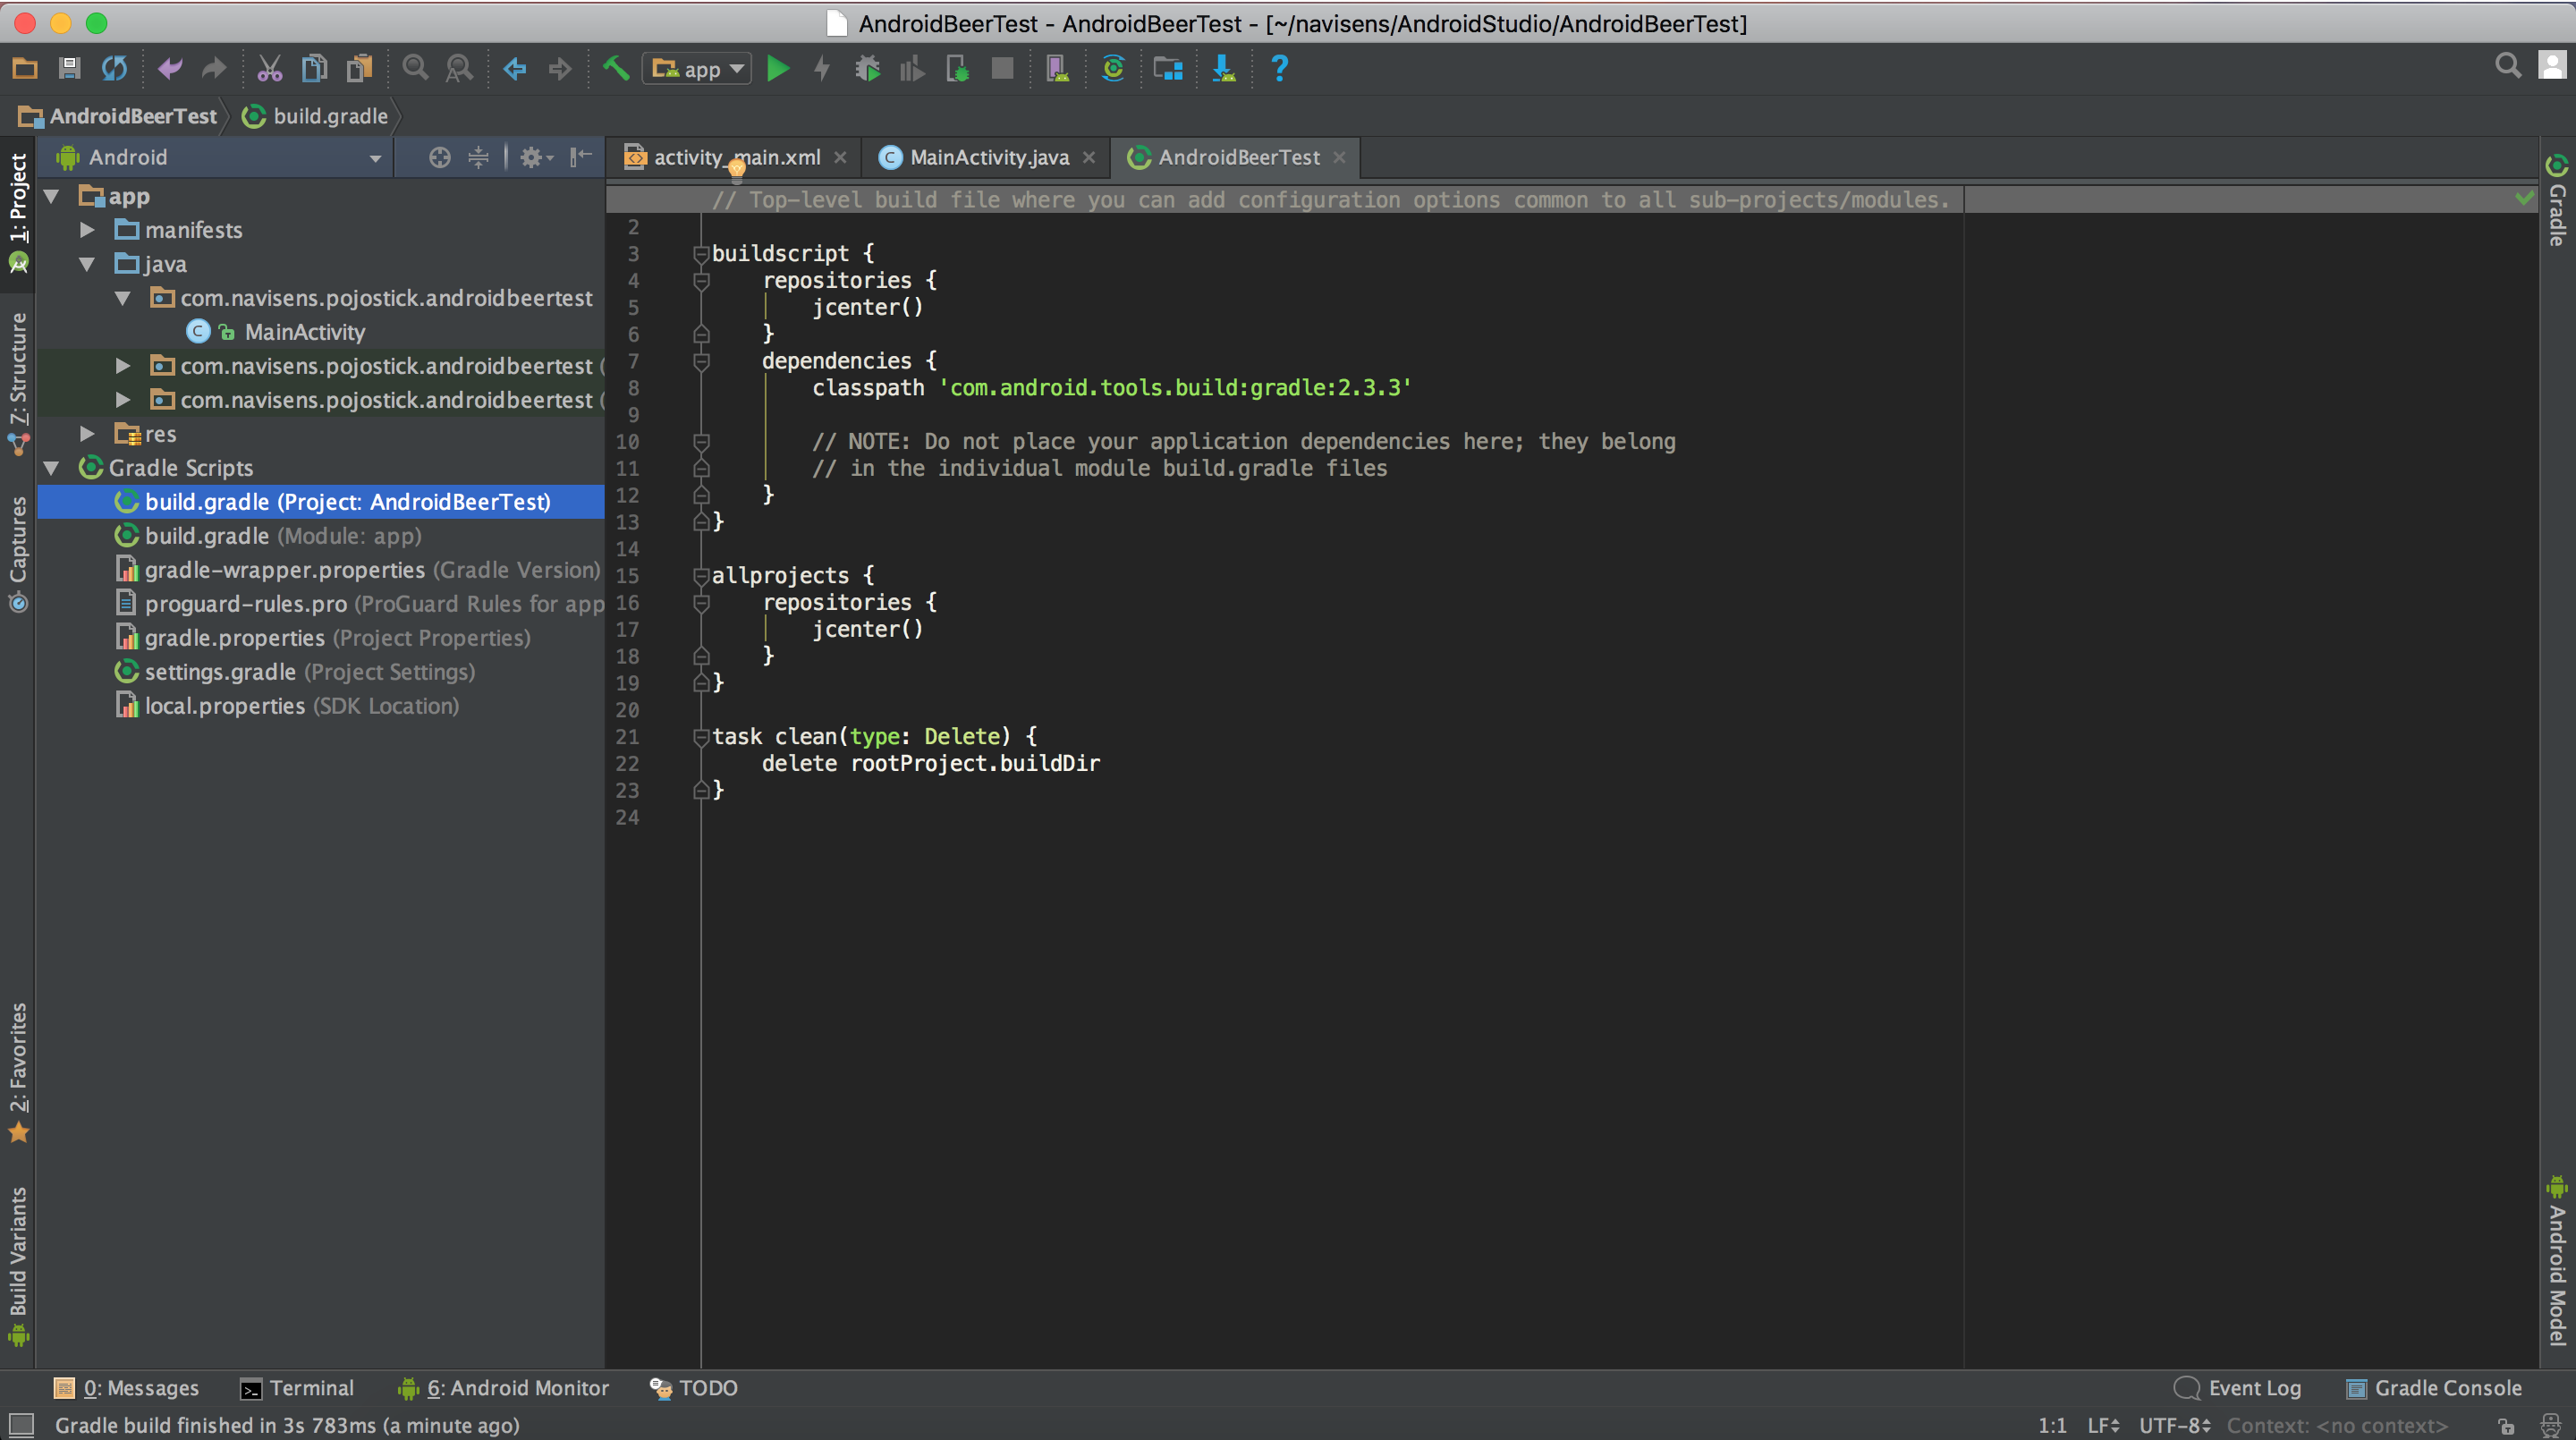 AndroidBeerTest - AndroidBeerTest - [~/navisens/AndroidStudio/AndroidBeerTest]
app
AndroidBeerTest build.gradle
1: Project
Z: Structure
Captures
2: Favorites
Build Variants
Android
app
manifests
java
com.navisens.pojostick.androidbeertest
MainActivity
com.navisens.pojostick.androidbeertest (
com.navisens.pojostick.androidbeertest (
res
Gradle Scripts
build.gradle (Project: AndroidBeerTest)
build.gradle (Module: app)
gradle-wrapper.properties (Gradle Version)
proguard-rules.pro (ProGuard Rules for app
gradle.properties (Project Properties)
settings.gradle (Project Settings)
local.properties (SDK Location)
activity_main.xml MainActivity.java AndroidBeerTest
// Top-level build file where you can add configuration options common to all sub-projects/modules.
2
3 buildscript {
4 repositories {
5 jcenter()
6 }
7 dependencies {
8 classpath 'com.android.tools.build:gradle:2.3.3'
9
10 // NOTE: Do not place your application dependencies here; they belong
11 // in the individual module build.gradle files
12 }
13 }
14
15 allprojects {
16 repositories {
17 jcenter()
18 }
19 }
20
21 task clean(type: Delete) {
22 delete rootProject.buildDir
23 }
24
Gradle
Android Model
0: Messages Terminal 6: Android Monitor TODO Event Log Gradle Console
Gradle build finished in 3s 783ms (a minute ago) 1:1 LF UTF-8 Context: <no context>